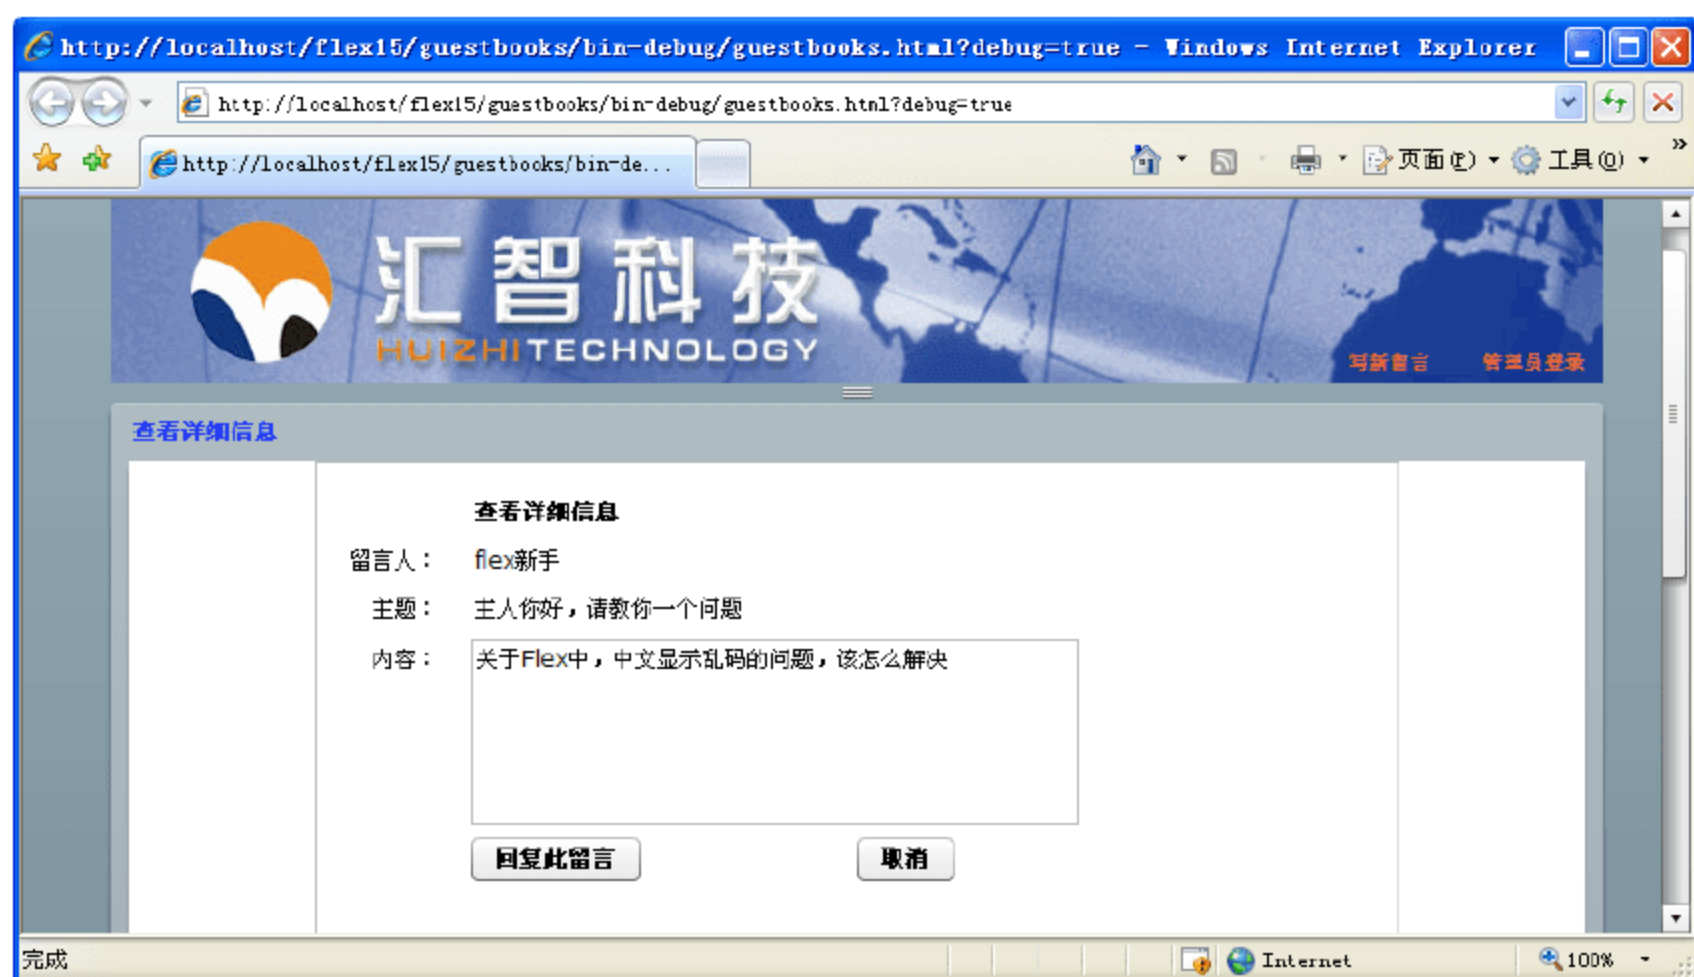 http://localhost/flex15/guestbooks/bin-debug/guestbooks.html?debug=true - Windows Internet Explorer
http://localhost/flex15/guestbooks/bin-debug/guestbooks.html?debug=true
http://localhost/flex15/guestbooks/bin-de...
页面(P)
工具(O)
汇智科技
HUIZHITECHNOLOGY
写新留言
管理员登录
查看详细信息
查看详细信息
留言人：
flex新手
主题：
主人你好，请教你一个问题
内容：
关于Flex中，中文显示乱码的问题，该怎么解决
回复此留言
取消
完成
Internet
100%